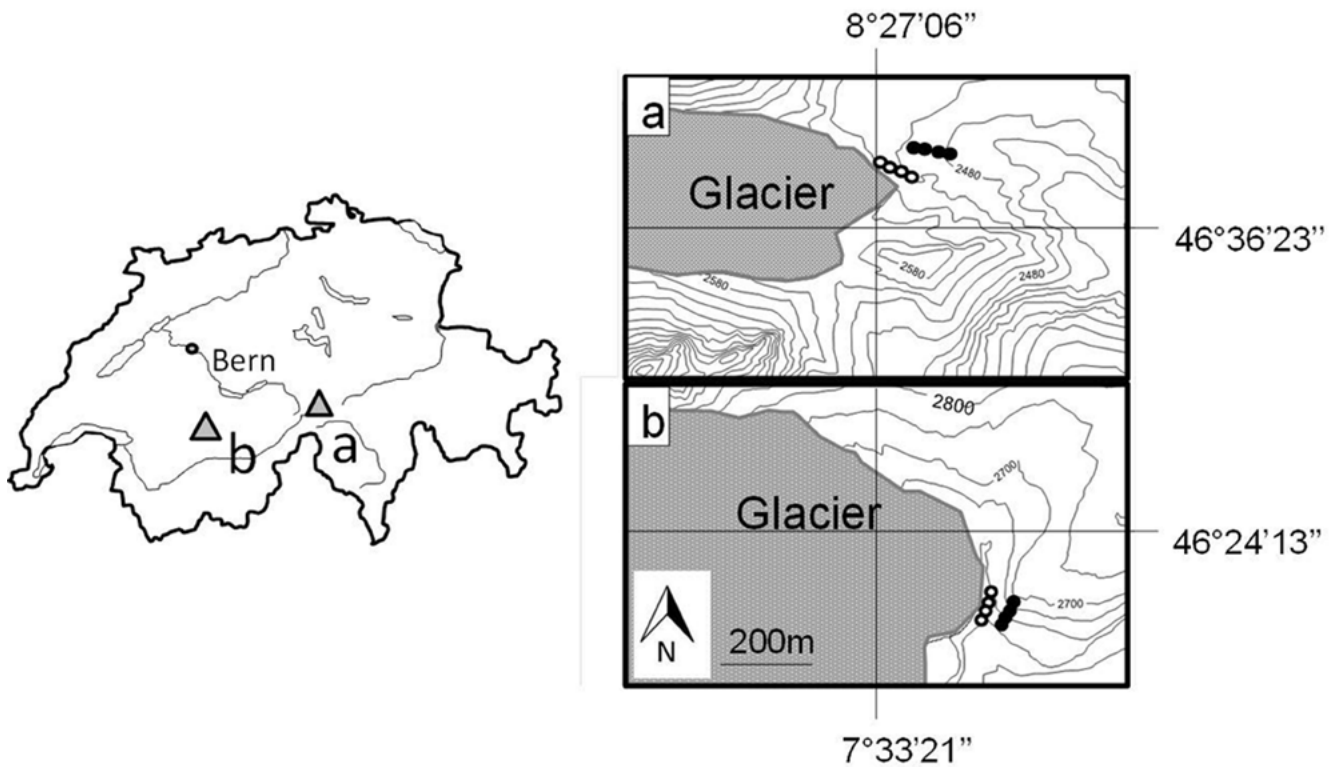 Bern
b
a
8°27'06”
a
Glacier
2480
2580
2480
2580
46°36'23”
b
2800
2700
Glacier
46°24'13”
2700
N
200m
7°33'21”